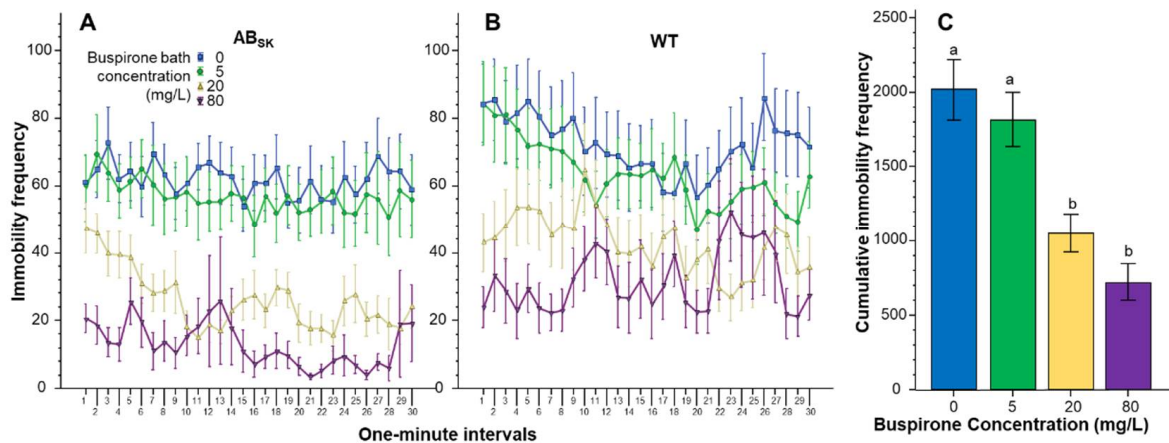 A
AB_SK
Buspirone bath
concentration
(mg/L)
0
5
20
80
Immobility frequency
100
80
60
40
20
0
1 2 3 4 5 6 7 8 9 10 11 12 13 14 15 16 17 18 19 20 21 22 23 24 25 26 27 28 29 30
B
WT
100
80
60
40
20
0
1 2 3 4 5 6 7 8 9 10 11 12 13 14 15 16 17 18 19 20 21 22 23 24 25 26 27 28 29 30
One-minute intervals
C
Cumulative immobility frequency
2500
2000
1500
1000
500
0
a
a
b
b
0 5 20 80
Buspirone Concentration (mg/L)